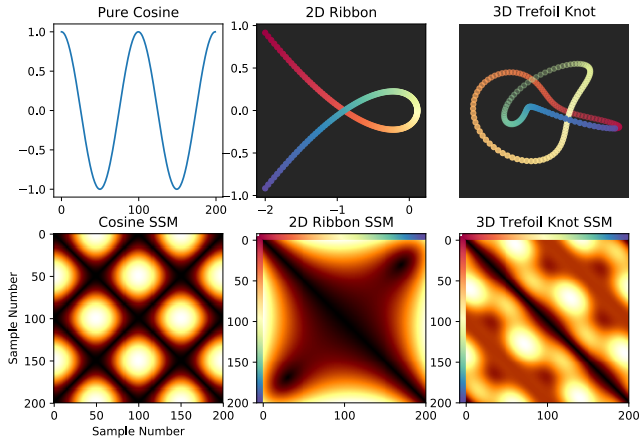 Pure Cosine
2D Ribbon
3D Trefoil Knot
1.0
0.5
0.0
−0.5
−1.0
0 100 200
1.0
0.5
0.0
−0.5
−1.0
−2 −1 0
Cosine SSM
2D Ribbon SSM
3D Trefoil Knot SSM
Sample Number
0
50
100
150
200
0 50 100 150 200
Sample Number
0
50
100
150
200
0 100 200
0
50
100
150
200
0 100 200